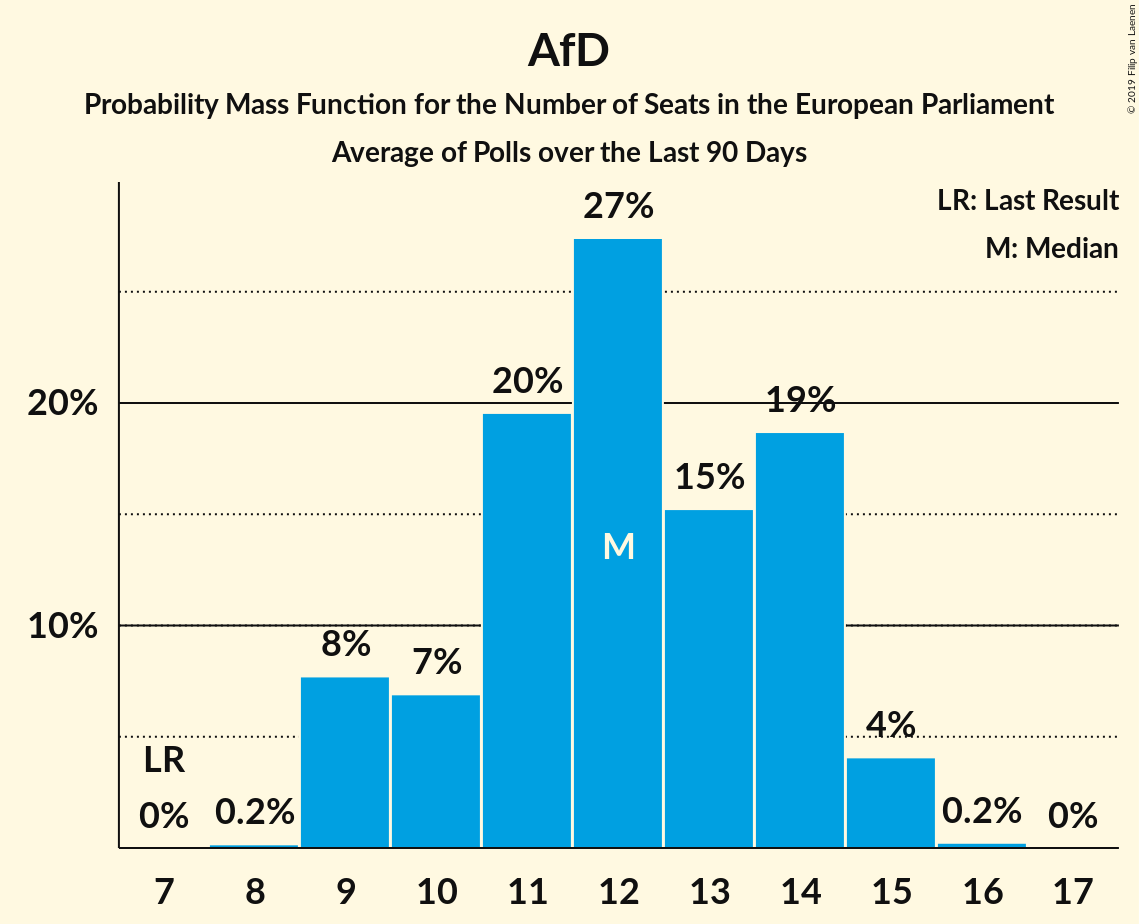 AfD
Probability Mass Function for the Number of Seats in the European Parliament
Average of Polls over the Last 90 Days
© 2019 Filip van Laenen
LR: Last Result
M: Median
27%
20%
20%
19%
15%
M
10%
8%
7%
4%
LR
0%
0.2%
0.2%
0%
7 8 9 10 11 12 13 14 15 16 17